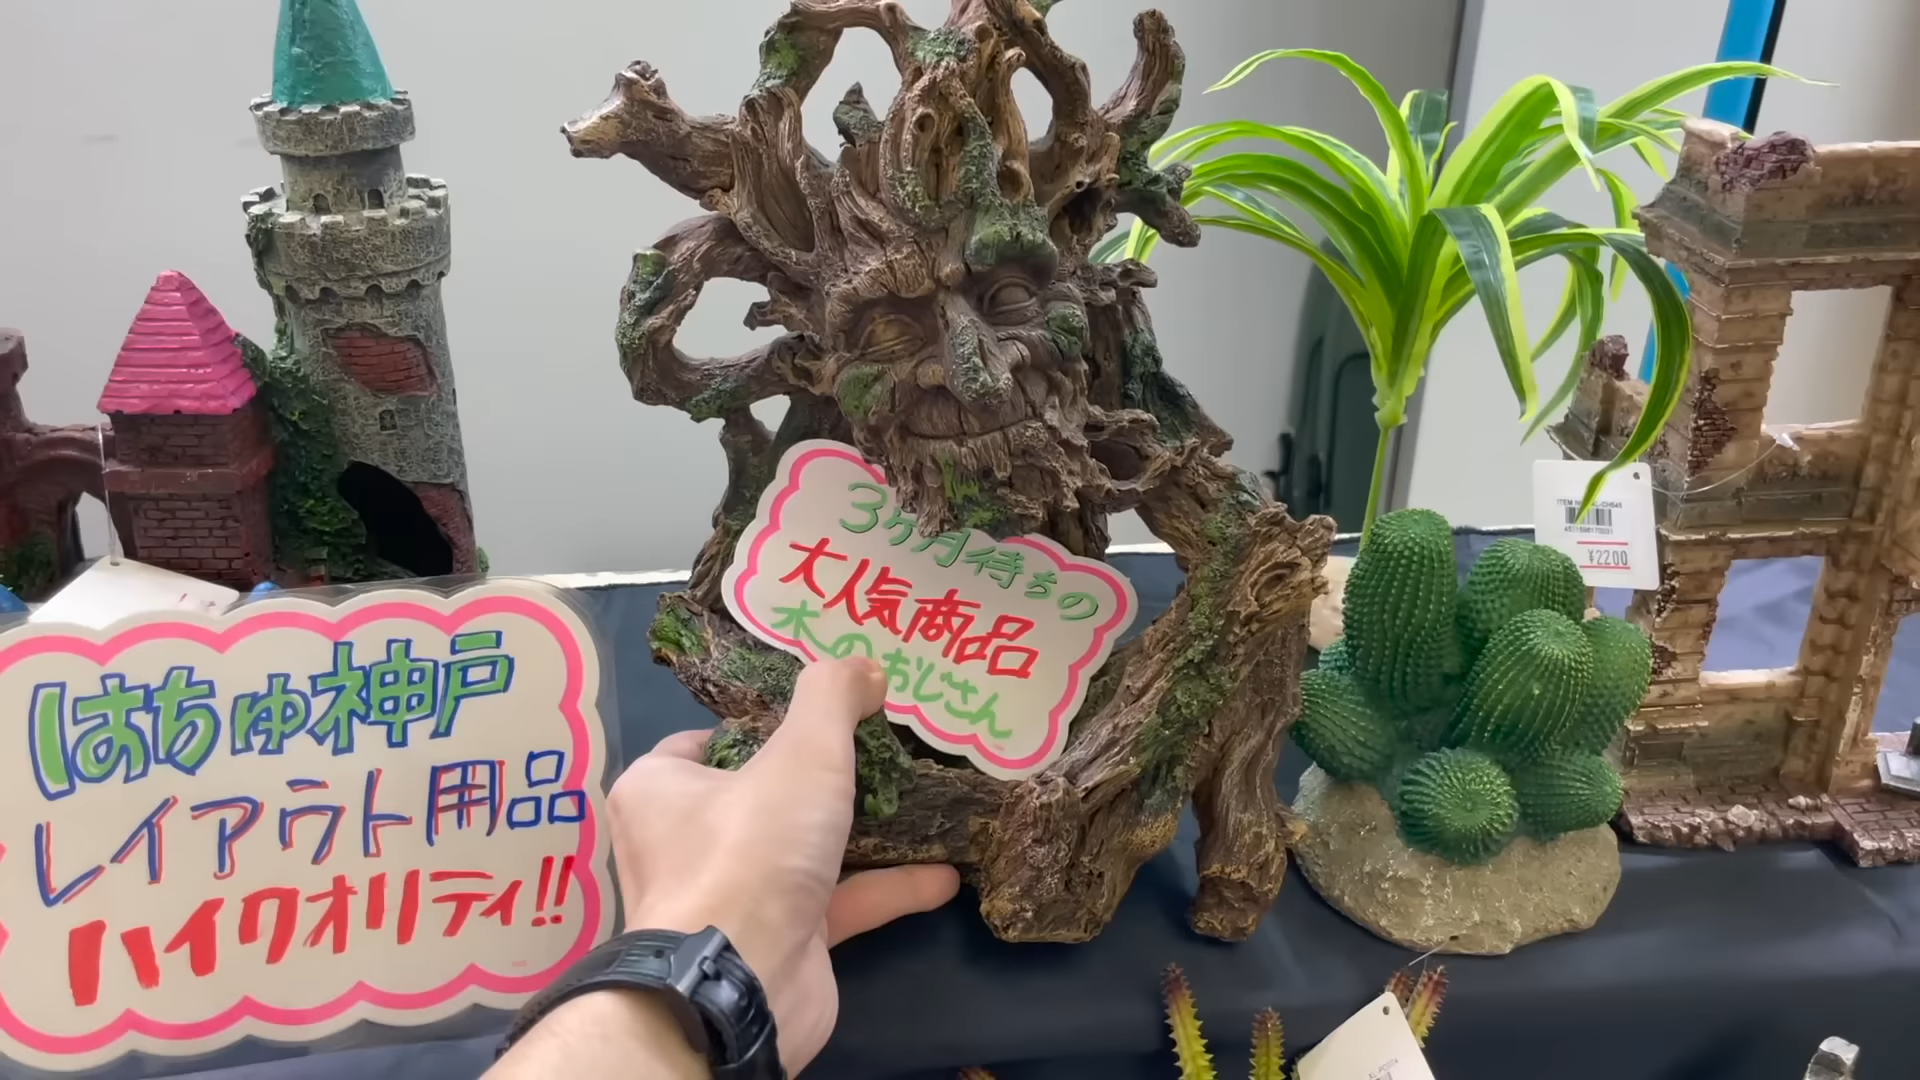 はちゅ神戸
レイアウト用品
ハイクオリティ!!
3ヶ月待ちの
大人気商品
木のおじさん
¥2200